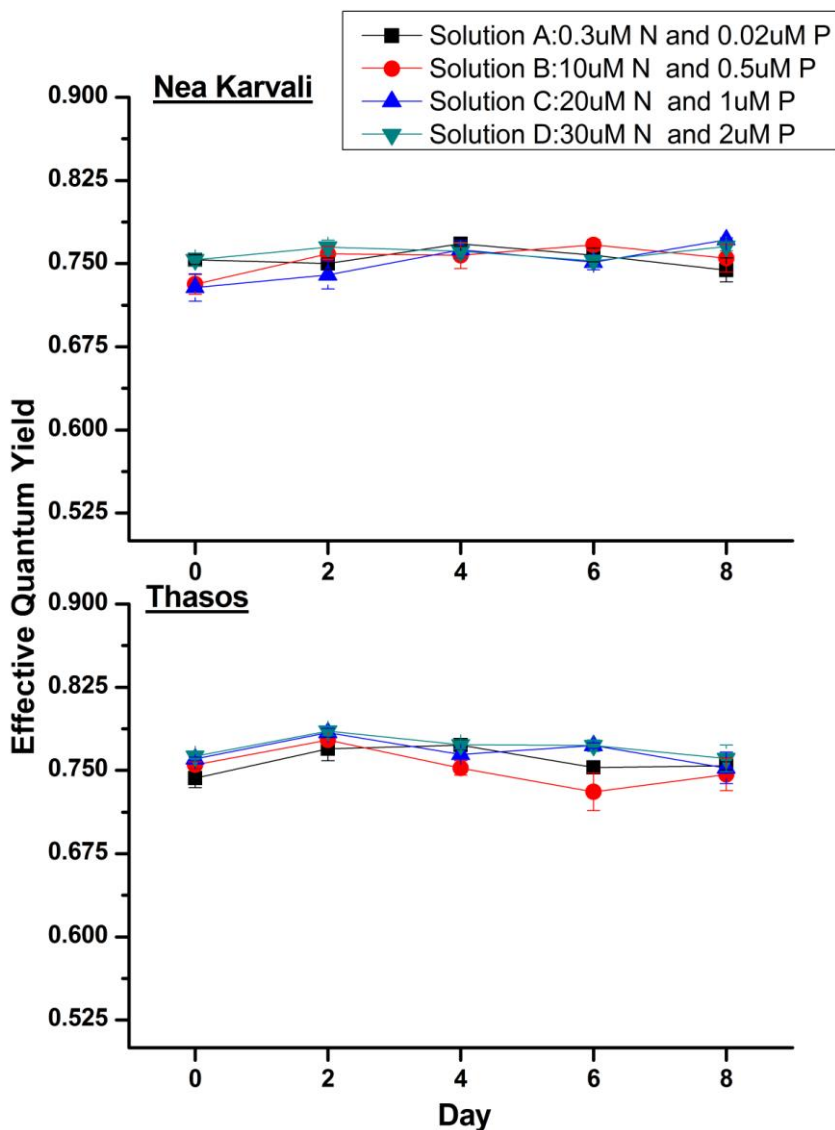 Solution A:0.3uM N and 0.02uM P
Solution B:10uM N and 0.5uM P
Solution C:20uM N and 1uM P
Solution D:30uM N and 2uM P
Nea Karvali
0.900
0.825
0.750
0.675
0.600
0.525
0 2 4 6 8
Effective Quantum Yield
Thasos
0.900
0.825
0.750
0.675
0.600
0.525
0 2 4 6 8
Day